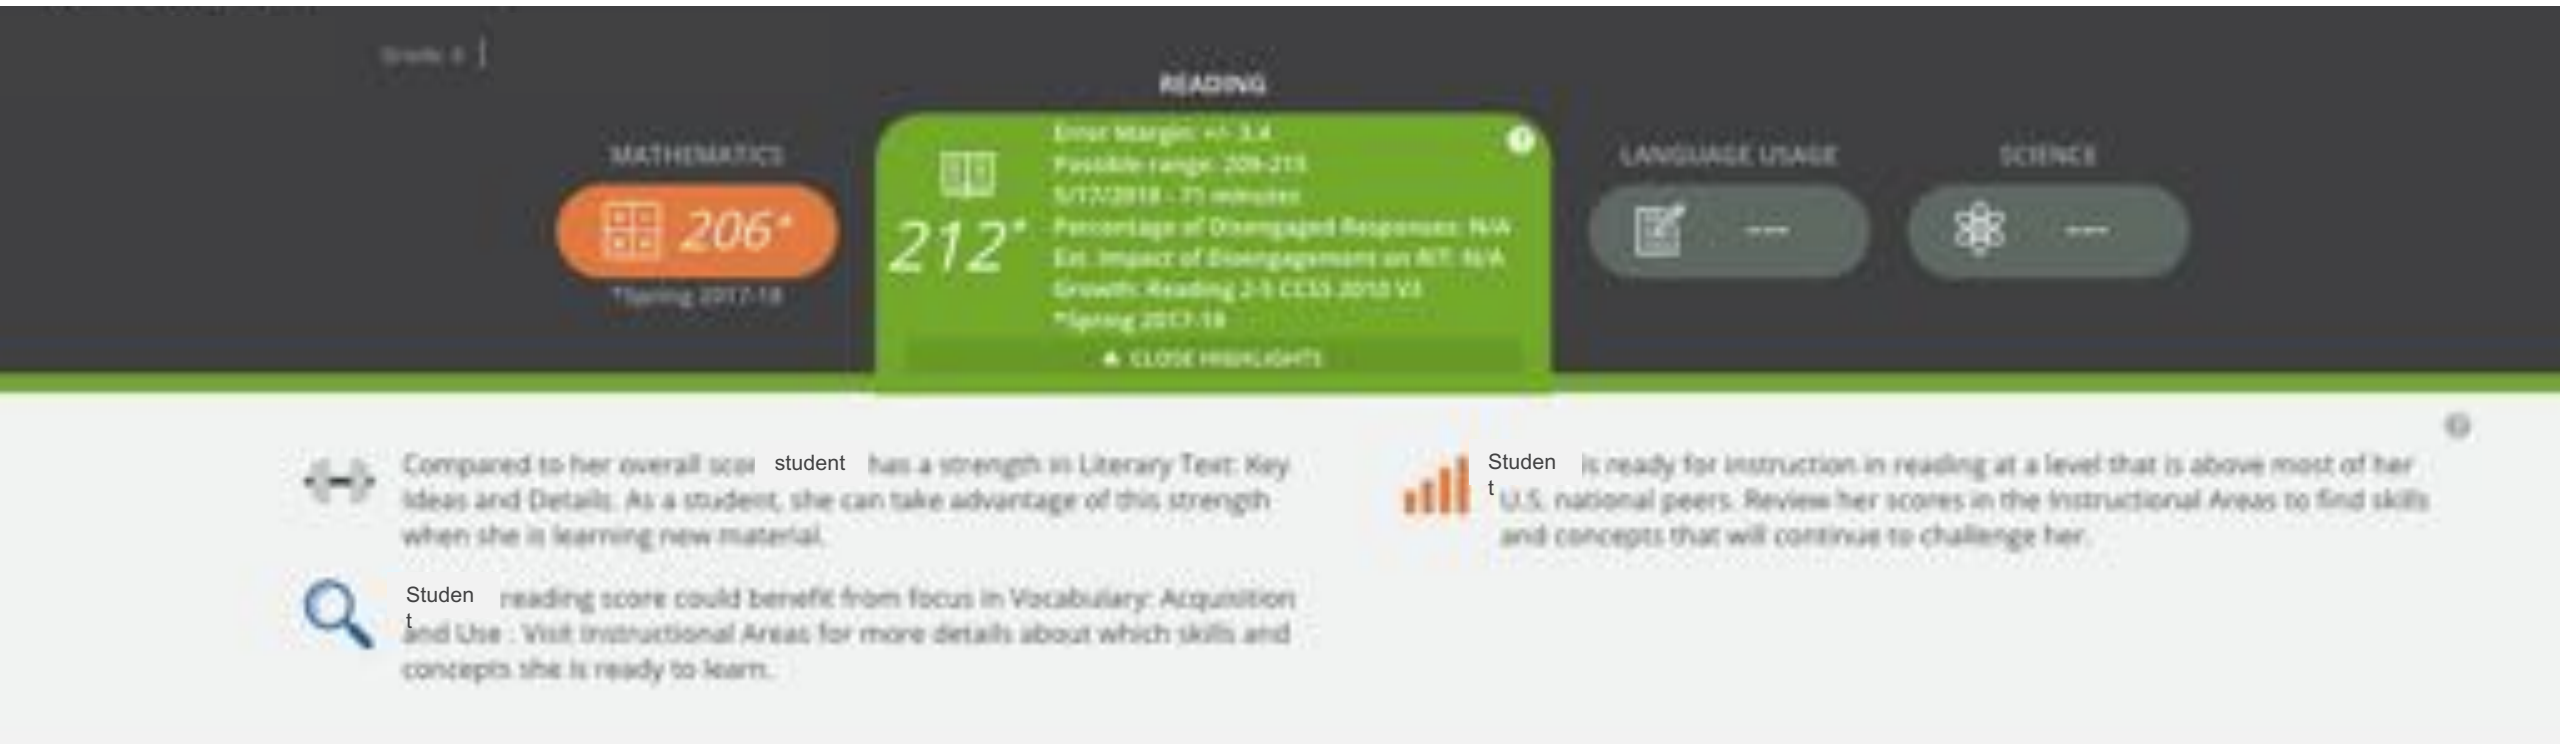 READING
MATHEMATICS
206*
*Spring 2017-18
212*
Error Margin: +/- 3.4
Possible range: 209-215
5/17/2018 - 71 minutes
Percentage of Disengaged Responses: N/A
Est. Impact of Disengagement on RIT: N/A
Growth: Reading 2-5 CCSS 2010 V3
*Spring 2017-18
CLOSE HIGHLIGHTS
LANGUAGE USAGE
---
SCIENCE
---
Compared to her overall scor student has a strength in Literary Text: Key
Ideas and Details. As a student, she can take advantage of this strength
when she is learning new material.
Studen
t
reading score could benefit from focus in Vocabulary: Acquisition
and Use . Visit Instructional Areas for more details about which skills and
concepts she is ready to learn.
Studen
t
is ready for instruction in reading at a level that is above most of her
U.S. national peers. Review her scores in the Instructional Areas to find skills
and concepts that will continue to challenge her.